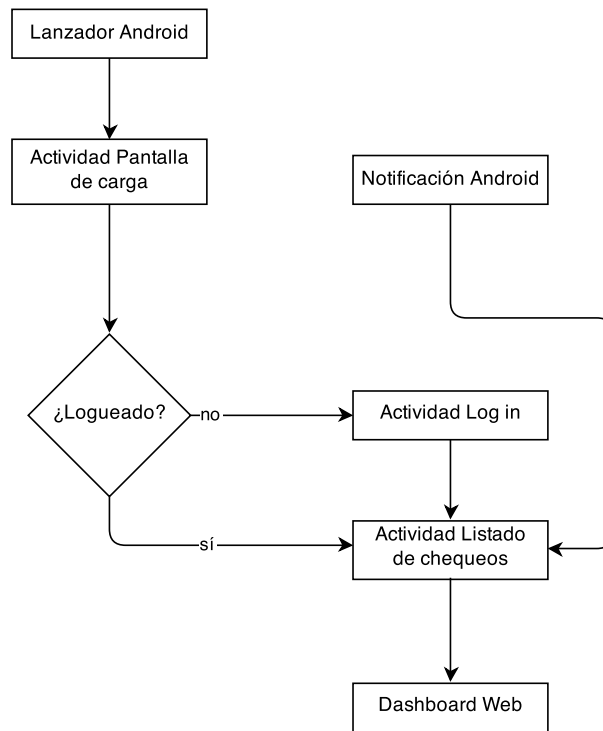 Lanzador Android
Actividad Pantalla
de carga
Notificación Android
¿Logueado?
no
Actividad Log in
sí
Actividad Listado
de chequeos
Dashboard Web